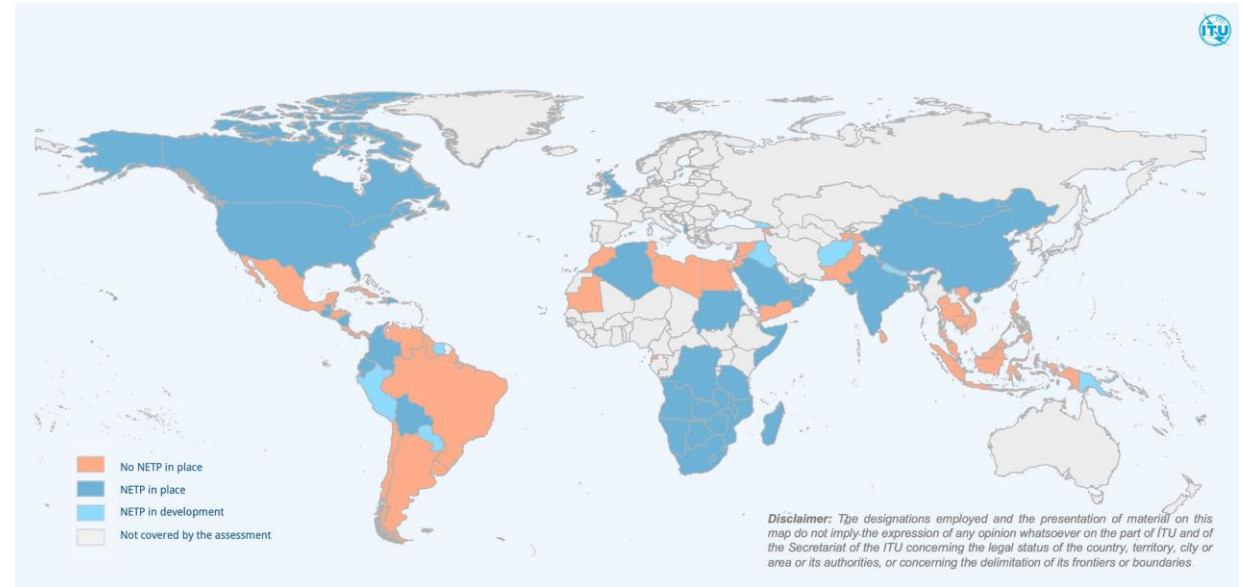 ITU
No NETP in place
NETP in place
NETP in development
Not covered by the assessment
Disclaimer: The designations employed and the presentation of material on this
map do not imply the expression of any opinion whatsoever on the part of ITU and of
the Secretariat of the ITU concerning the legal status of the country, territory, city or
area or its authorities, or concerning the delimitation of its frontiers or boundaries